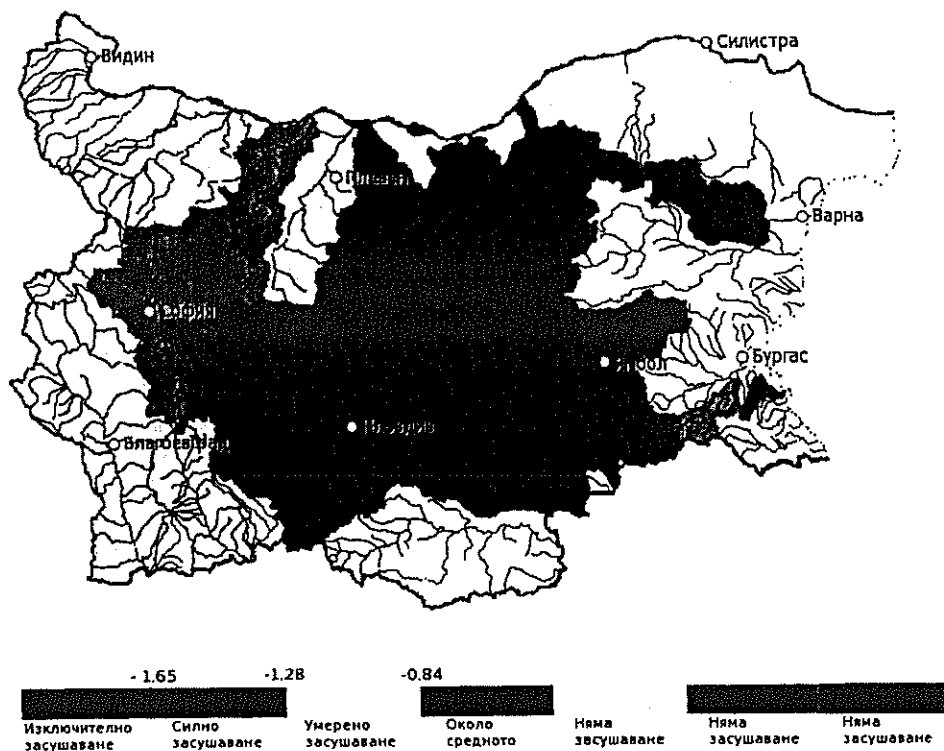 Видин
Силистра
Плевен
Варна
София
Бургас
Благоевград
- 1.65 -1.28 -0.84
Изключително засушаване
Силно засушаване
Умерено засушаване
Около средното
Няма засушаване
Няма засушаване
Няма засушаване